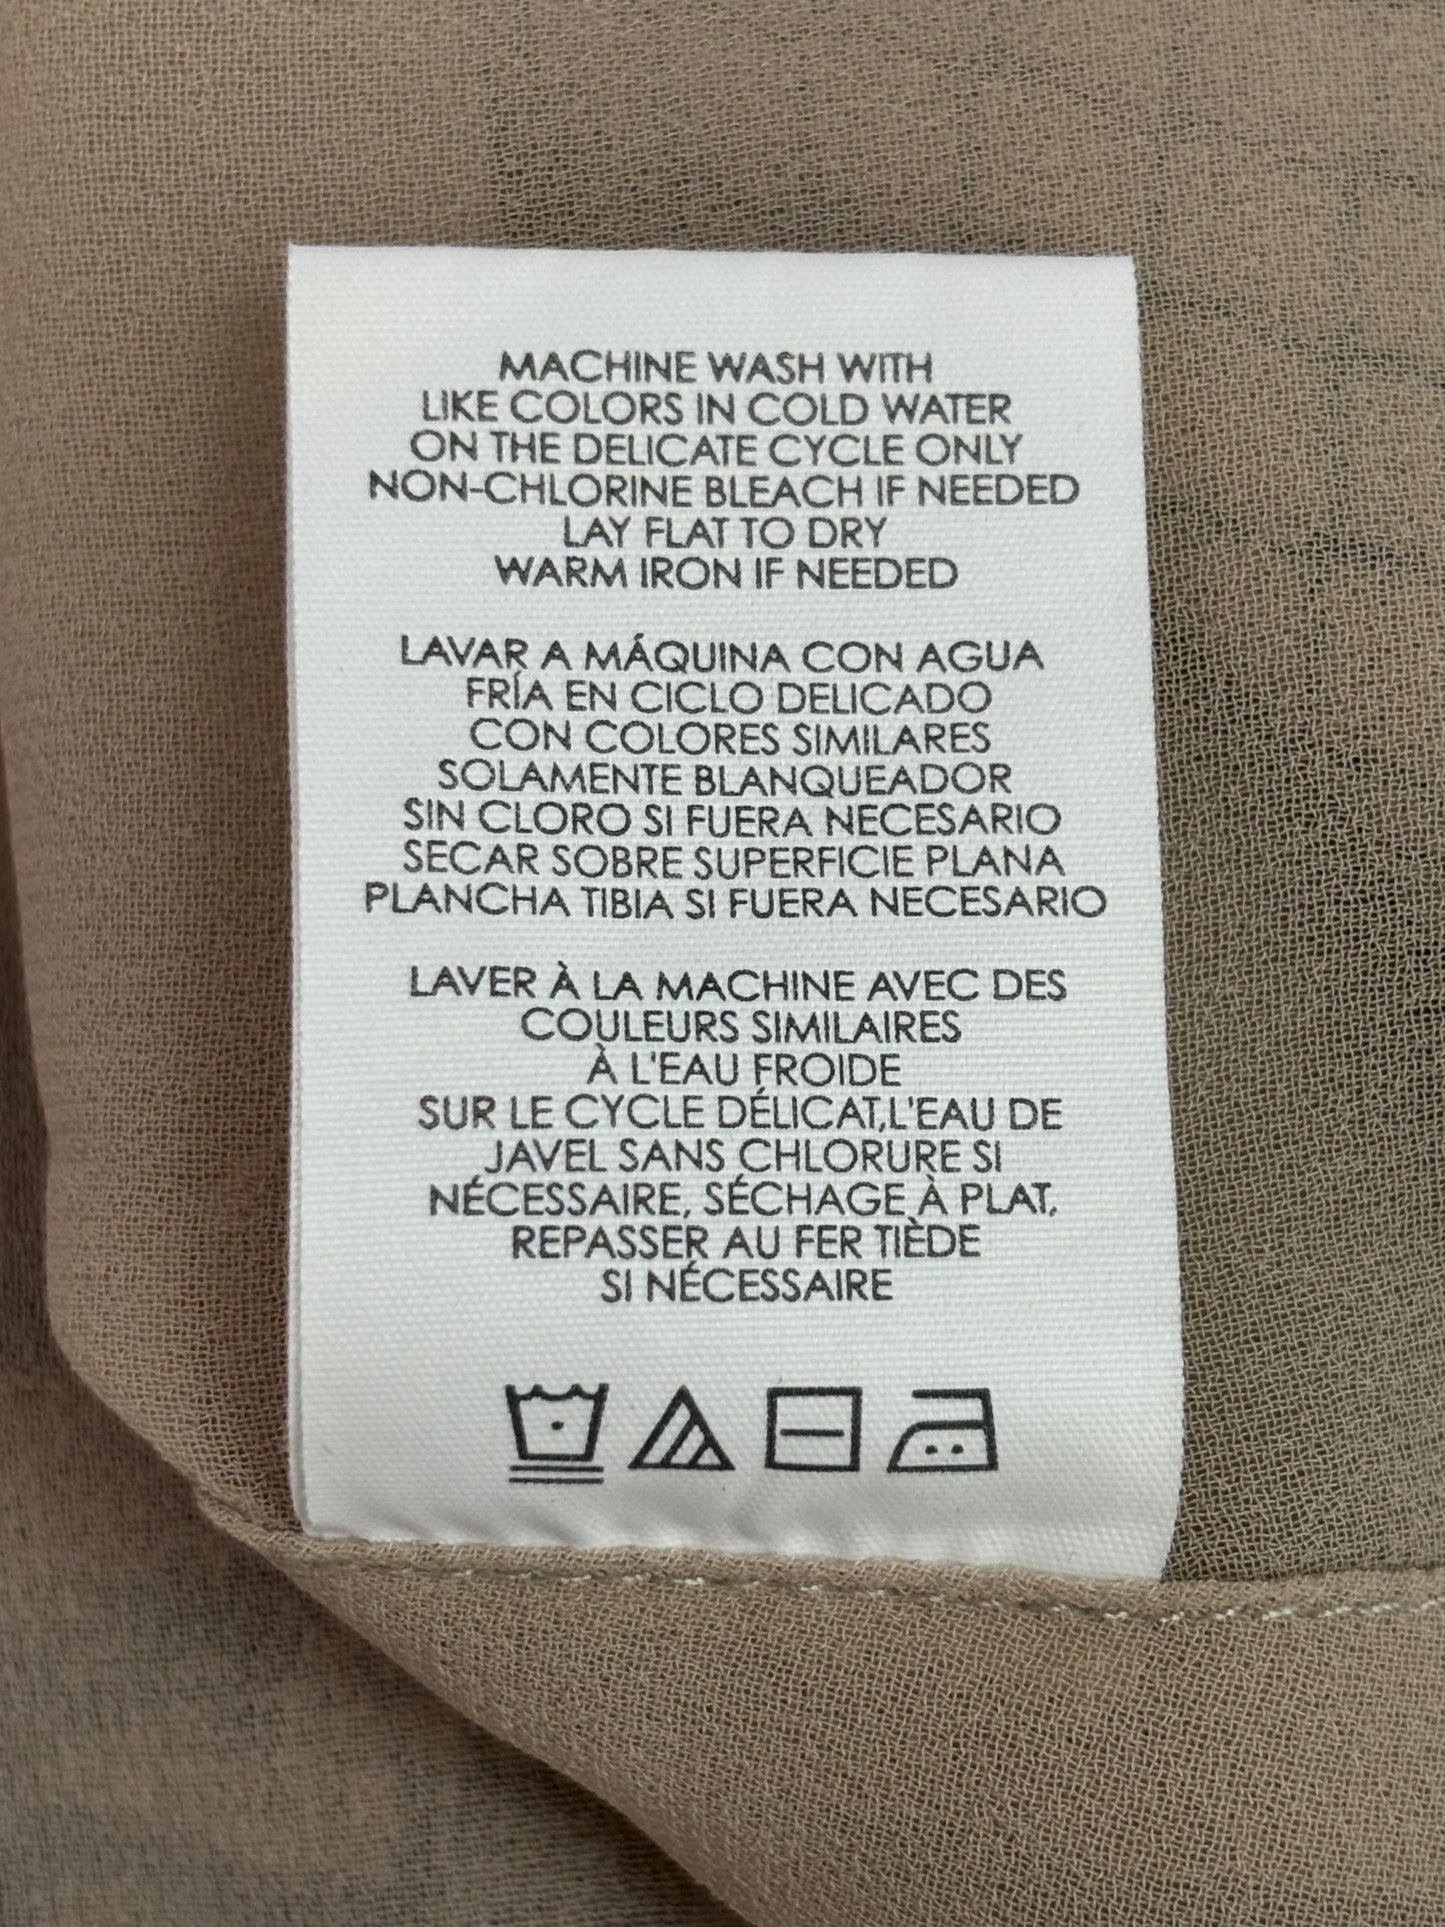 MACHINE WASH WITH
LIKE COLORS IN COLD WATER
ON THE DELICATE CYCLE ONLY
NON-CHLORINE BLEACH IF NEEDED
LAY FLAT TO DRY
WARM IRON IF NEEDED
LAVAR A MÁQUINA CON AGUA
FRÍA EN CICLO DELICADO
CON COLORES SIMILARES
SOLAMENTE BLANQUEADOR
SIN CLORO SI FUERA NECESARIO
SECAR SOBRE SUPERFICIE PLANA
PLANCHA TIBIA SI FUERA NECESARIO
LAVER À LA MACHINE AVEC DES
COULEURS SIMILAIRES
À L'EAU FROIDE
SUR LE CYCLE DÉLICAT,L'EAU DE
JAVEL SANS CHLORURE SI
NÉCESSAIRE, SÉCHAGE À PLAT,
REPASSER AU FER TIÈDE
SI NÉCESSAIRE